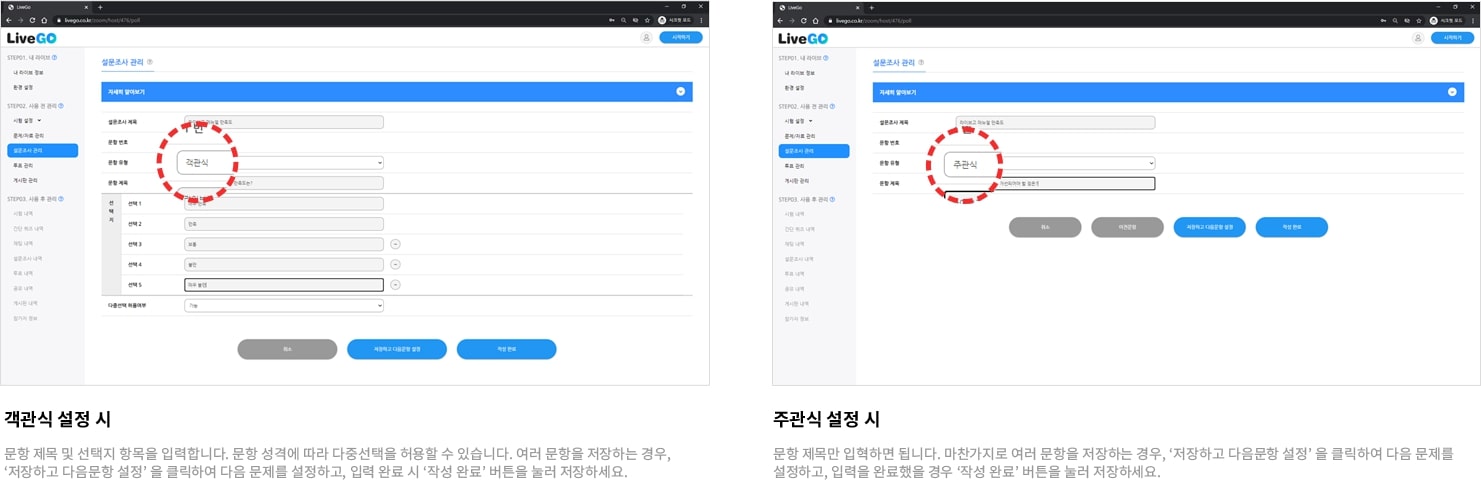 LiveGo
livego.co.kr/zoom/host/476/poll
시크릿 모드
LiveGO
시작하기
STEP01. 내 라이브
내 라이브 정보
환경 설정
STEP02. 사용 전 관리
시험 설정
문제/자료 관리
설문조사 관리
투표 관리
게시판 관리
STEP03. 사용 후 관리
시험 내역
간단 퀴즈 내역
채팅 내역
설문조사 내역
투표 내역
공유 내역
게시판 내역
참가자 정보
설문조사 관리
자세히 알아보기
설문조사 제목
문항 번호
문항 유형
객관식
문항 제목
선택지
선택 1
선택 2
만족
선택 3
보통
선택 4
불만
선택 5
매우 불만
다중선택 허용여부
가능
취소
저장하고 다음문항 설정
작성 완료
객관식 설정 시
문항 제목 및 선택지 항목을 입력합니다. 문항 성격에 따라 다중선택을 허용할 수 있습니다. 여러 문항을 저장하는 경우,
‘저장하고 다음문항 설정’ 을 클릭하여 다음 문제를 설정하고, 입력 완료 시 ‘작성 완료’ 버튼을 눌러 저장하세요.
LiveGo
livego.co.kr/zoom/host/476/poll
시크릿 모드
LiveGO
시작하기
STEP01. 내 라이브
내 라이브 정보
환경 설정
STEP02. 사용 전 관리
시험 설정
문제/자료 관리
설문조사 관리
투표 관리
게시판 관리
STEP03. 사용 후 관리
시험 내역
간단 퀴즈 내역
채팅 내역
설문조사 내역
투표 내역
공유 내역
게시판 내역
참가자 정보
설문조사 관리
자세히 알아보기
설문조사 제목
라이브고 매뉴얼 만족도
문항 번호
문항 유형
주관식
문항 제목
취소
이전문항
저장하고 다음문항 설정
작성 완료
주관식 설정 시
문항 제목만 입혁하면 됩니다. 마찬가지로 여러 문항을 저장하는 경우, ‘저장하고 다음문항 설정’ 을 클릭하여 다음 문제를
설정하고, 입력을 완료했을 경우 ‘작성 완료’ 버튼을 눌러 저장하세요.